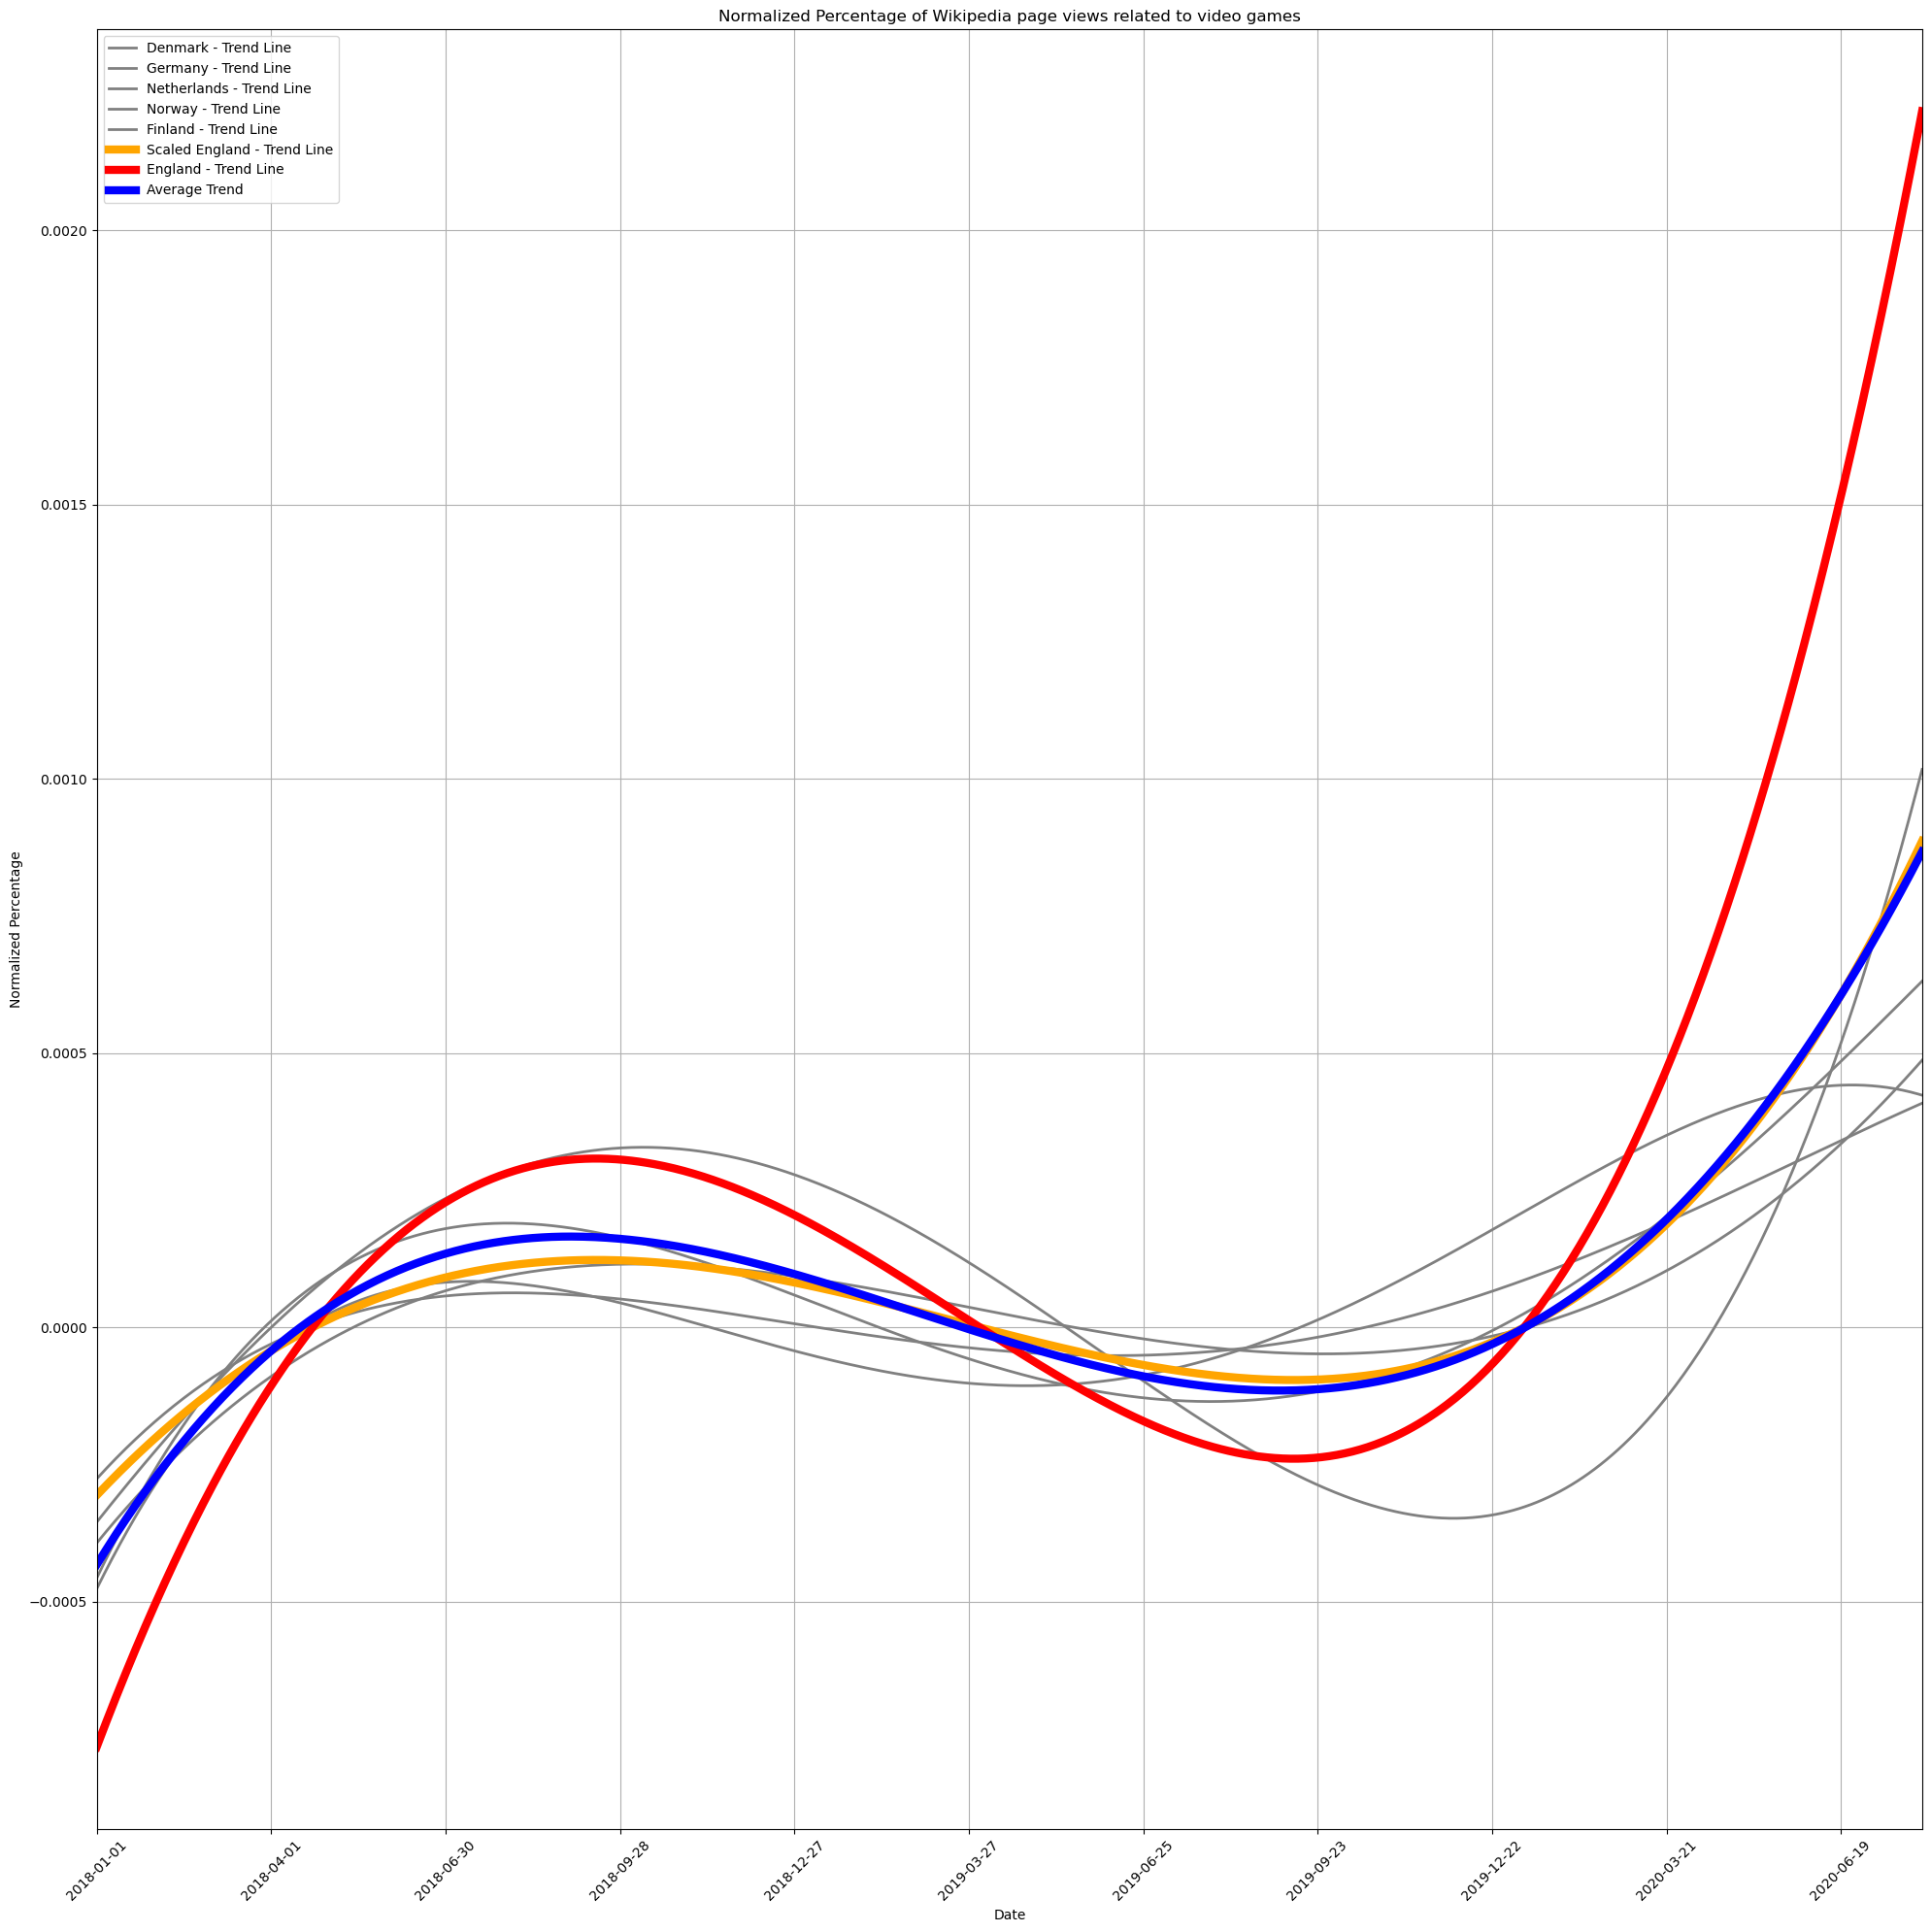 Normalized Percentage of Wikipedia page views related to video games
Denmark - Trend Line
Germany - Trend Line
Netherlands - Trend Line
Norway - Trend Line
Finland - Trend Line
Scaled England - Trend Line
England - Trend Line
Average Trend
0.0020
0.0015
0.0010
0.0005
0.0000
−0.0005
Normalized Percentage
2018-01-01
2018-04-01
2018-06-30
2018-09-28
2018-12-27
2019-03-27
2019-06-25
2019-09-23
2019-12-22
2020-03-21
2020-06-19
Date